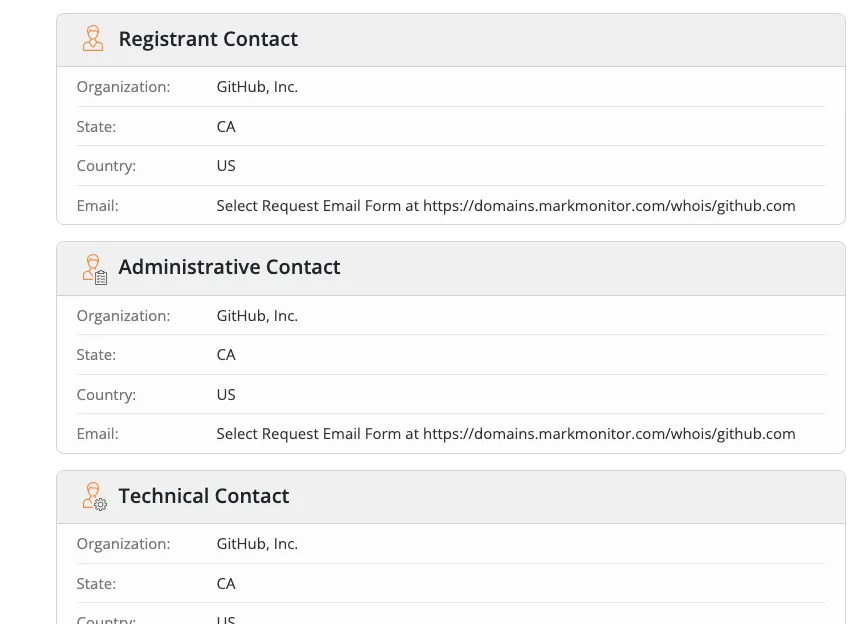 Registrant Contact
Organization: GitHub, Inc.
State: CA
Country: US
Email: Select Request Email Form at https://domains.markmonitor.com/whois/github.com
Administrative Contact
Organization: GitHub, Inc.
State: CA
Country: US
Email: Select Request Email Form at https://domains.markmonitor.com/whois/github.com
Technical Contact
Organization: GitHub, Inc.
State: CA
Country: US